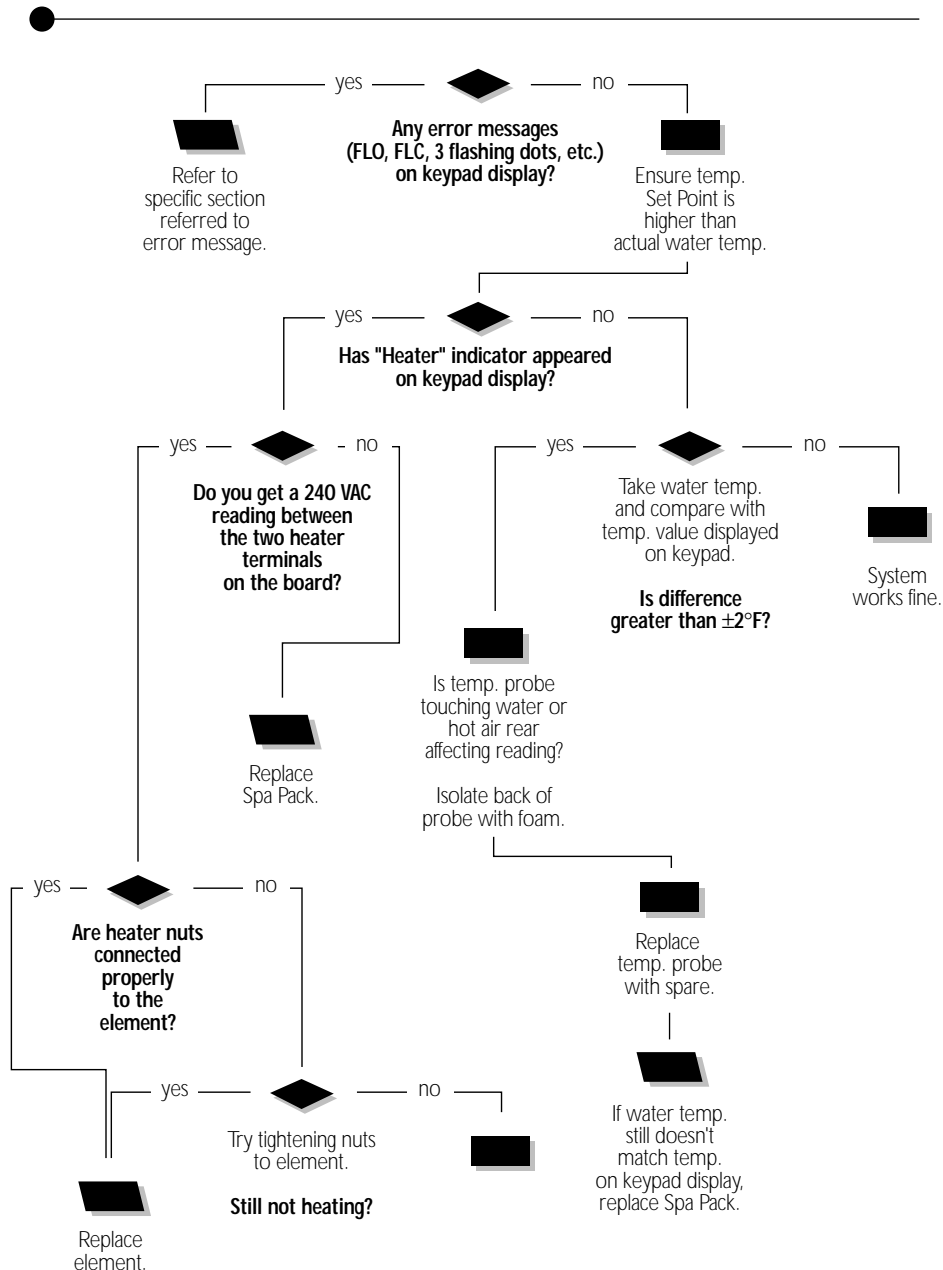 yes
no
Any error messages
(FLO, FLC, 3 flashing dots, etc.)
on keypad display?
Refer to
specific section
referred to
error message.
Ensure temp.
Set Point is
higher than
actual water temp.
yes
no
Has "Heater" indicator appeared
on keypad display?
yes
no
Do you get a 240 VAC
reading between
the two heater
terminals
on the board?
yes
no
Take water temp.
and compare with
temp. value displayed
on keypad.
Is difference
greater than ±2°F?
System
works fine.
Is temp. probe
touching water or
hot air rear
affecting reading?
Isolate back of
probe with foam.
Replace
Spa Pack.
yes
no
Are heater nuts
connected
properly
to the
element?
Replace
temp. probe
with spare.
yes
no
Try tightening nuts
to element.
Still not heating?
If water temp.
still doesn't
match temp.
on keypad display,
replace Spa Pack.
Replace
element.